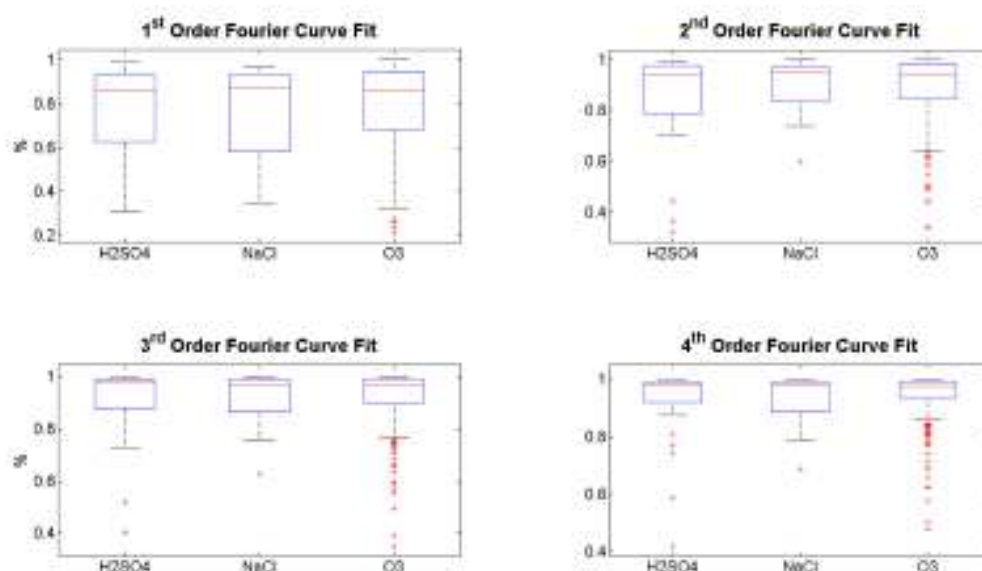 1st Order Fourier Curve Fit
1
0.8
0.6
0.4
0.2
%
H2SO4 NaCl O3
2nd Order Fourier Curve Fit
1
0.8
0.6
0.4
H2SO4 NaCl O3
3rd Order Fourier Curve Fit
1
0.8
0.6
0.4
%
H2SO4 NaCl O3
4th Order Fourier Curve Fit
1
0.8
0.6
0.4
H2SO4 NaCl O3